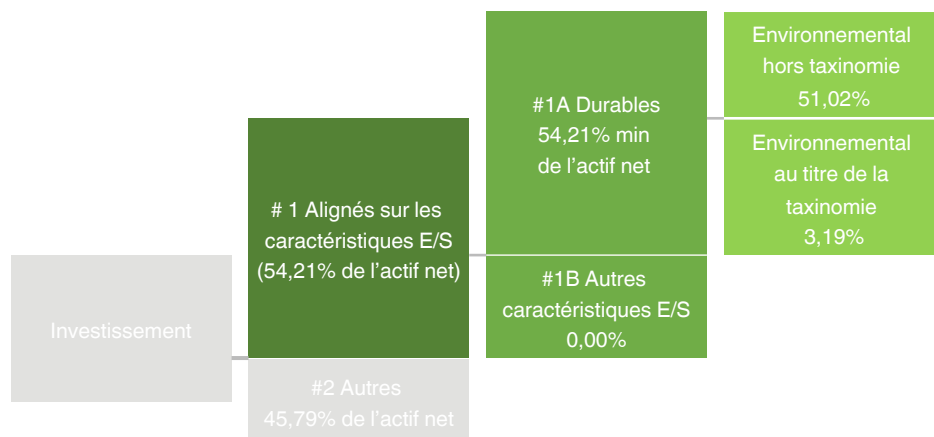 Investissement
# 1 Alignés sur les
caractéristiques E/S
(54,21% de l’actif net)
#2 Autres
45,79% de l’actif net
#1A Durables
54,21% min
de l’actif net
#1B Autres
caractéristiques E/S
0,00%
Environnemental
hors taxinomie
51,02%
Environnemental
au titre de la
taxinomie
3,19%